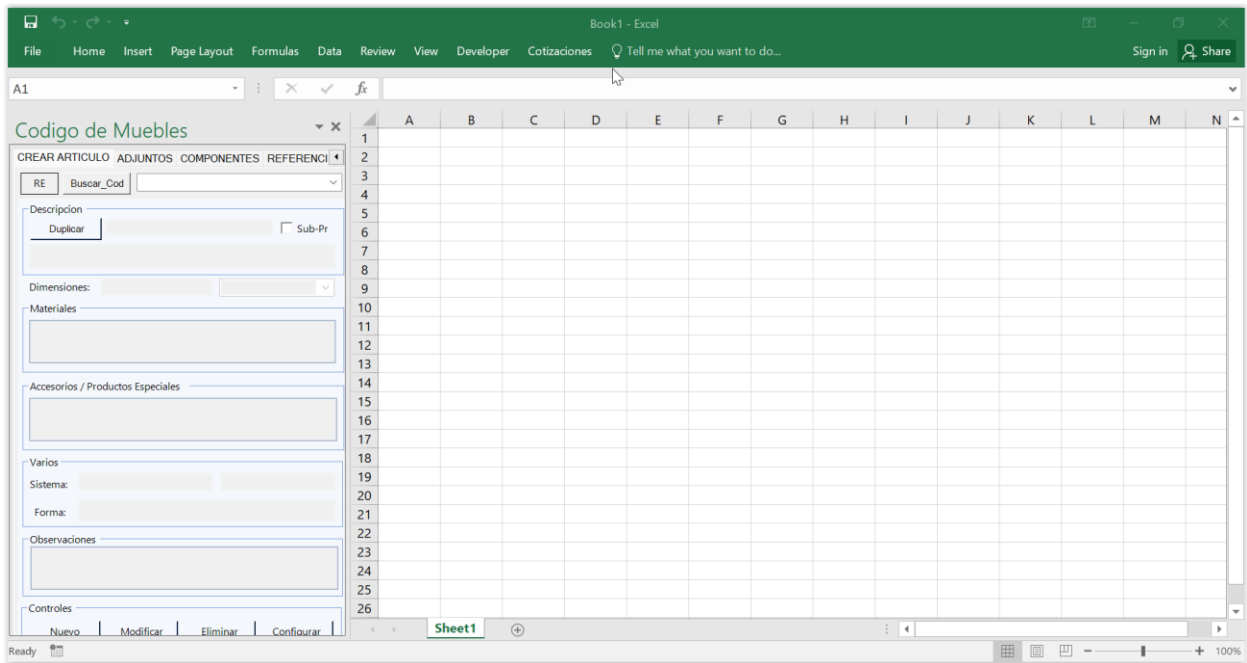 Book1 - Excel
File Home Insert Page Layout Formulas Data Review View Developer Cotizaciones Tell me what you want to do... Sign in Share
A1 fx
Codigo de Muebles
CREAR ARTICULO ADJUNTOS COMPONENTES REFERENCI
RE Buscar_Cod
Descripcion
Duplicar Sub-Pr
Dimensiones:
Materiales
Accesorios / Productos Especiales
Varios
Sistema:
Forma:
Observaciones
Controles
Nuevo Modificar Eliminar Configurar
A B C D E F G H I J K L M N
1
2
3
4
5
6
7
8
9
10
11
12
13
14
15
16
17
18
19
20
21
22
23
24
25
26
Sheet1
Ready 100%